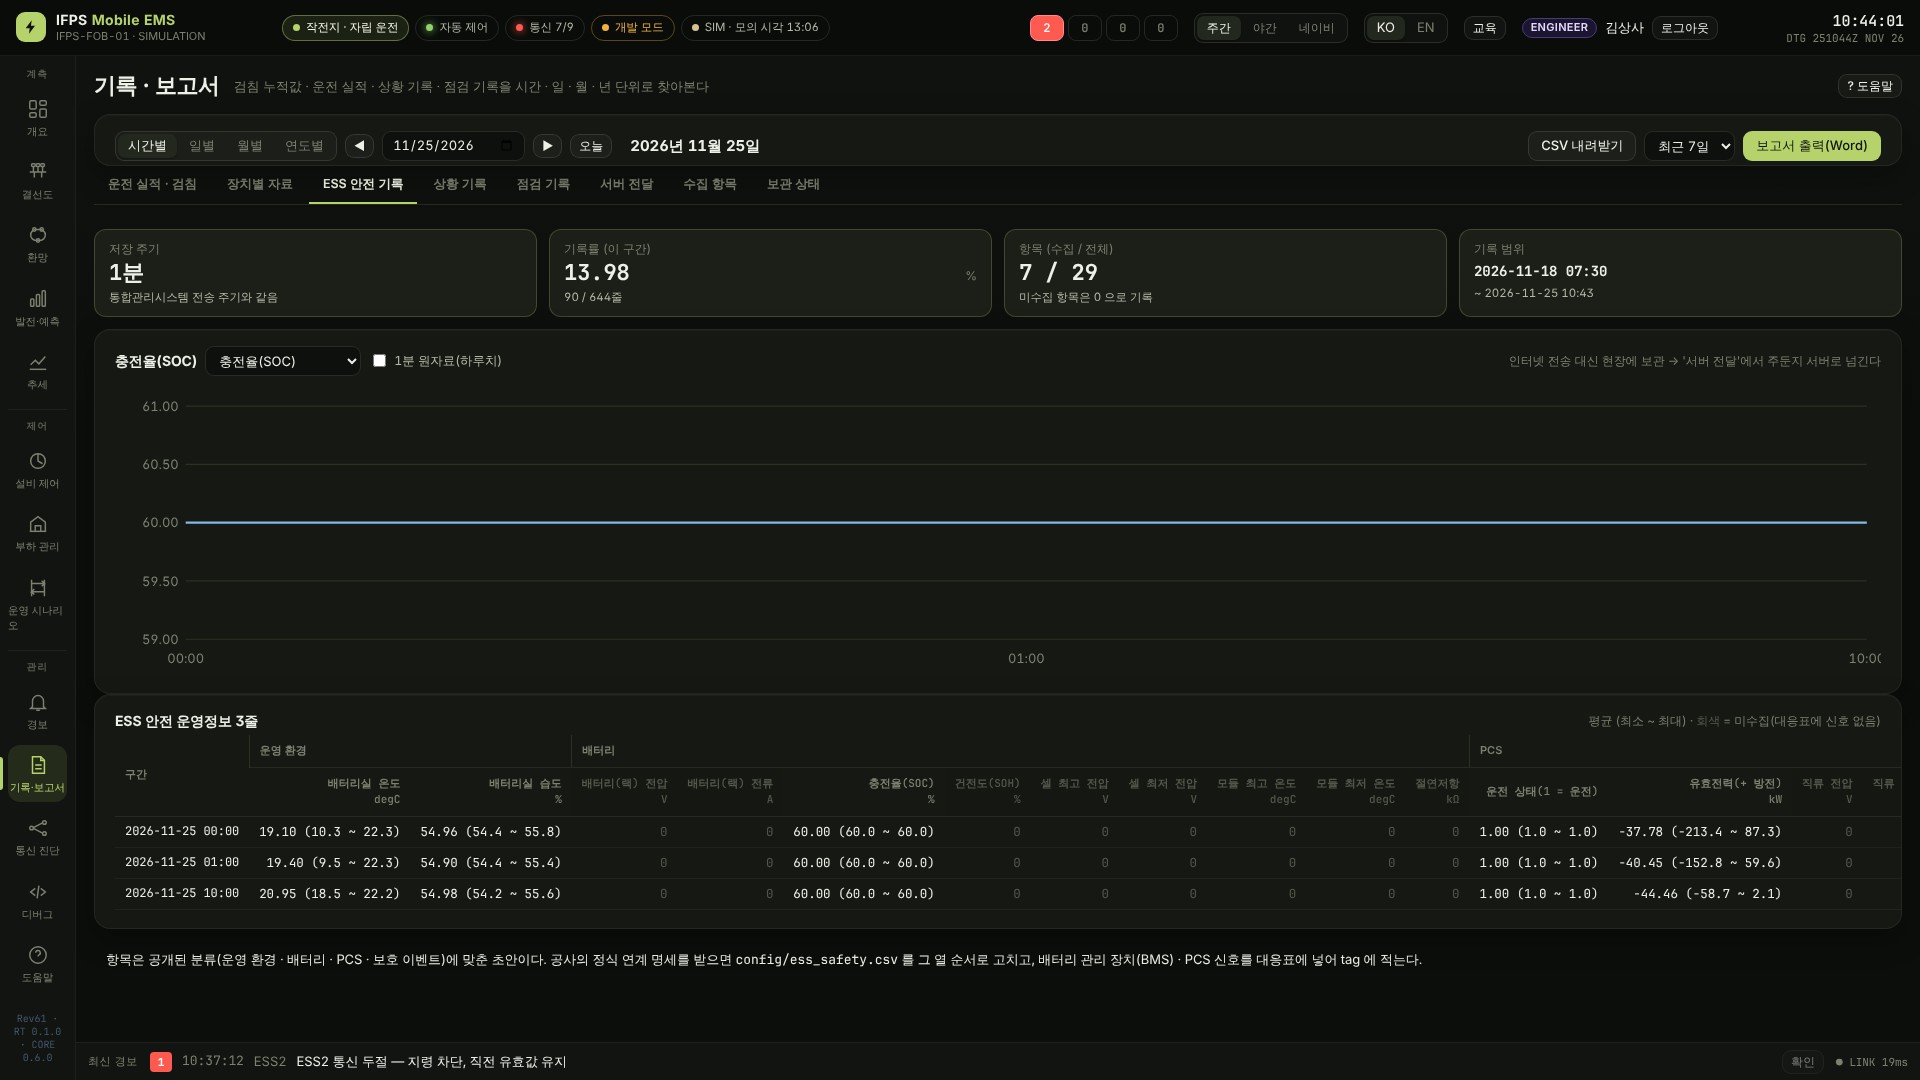 IFPS Mobile EMS
IFPS-FOB-01 · SIMULATION
작전지 · 자립 운전
자동 제어
통신 7/9
개발 모드
SIM · 모의 시각 13:06
2
0
0
0
주간
야간
네이비
KO
EN
교육
ENGINEER
김상사
로그아웃
10:44:01
DTG 251044Z NOV 26
계측
개요
결선도
환망
발전·예측
추세
제어
설비 제어
부하 관리
운영 시나리
오
관리
경보
기록·보고서
통신 진단
디버그
도움말
Rev61 ·
RT 0.1.0
· CORE
0.6.0
기록 · 보고서
검침 누적값 · 운전 실적 · 상황 기록 · 점검 기록을 시간 · 일 · 월 · 년 단위로 찾아본다
? 도움말
시간별
일별
월별
연도별
◀
11/25/2026
▶
오늘
2026년 11월 25일
CSV 내려받기
최근 7일
보고서 출력(Word)
운전 실적 · 검침
장치별 자료
ESS 안전 기록
상황 기록
점검 기록
서버 전달
수집 항목
보관 상태
저장 주기
1분
통합관리시스템 전송 주기와 같음
기록률 (이 구간)
13.98
%
90 / 644줄
항목 (수집 / 전체)
7 / 29
미수집 항목은 0 으로 기록
기록 범위
2026-11-18 07:30
~ 2026-11-25 10:43
충전율(SOC)
충전율(SOC)
1분 원자료(하루치)
인터넷 전송 대신 현장에 보관 → '서버 전달'에서 주둔지 서버로 넘긴다
61.00
60.50
60.00
59.50
59.00
00:00
01:00
10:00
ESS 안전 운영정보 3줄
평균 (최소 ~ 최대) · 회색 = 미수집(대응표에 신호 없음)
구간
운영 환경
배터리
PCS
배터리실 온도 degC
배터리실 습도 %
배터리(랙) 전압 V
배터리(랙) 전류 A
충전율(SOC) %
건전도(SOH) %
셀 최고 전압 V
셀 최저 전압 V
모듈 최고 온도 degC
모듈 최저 온도 degC
절연저항 kΩ
운전 상태(1 = 운전)
유효전력(+ 방전) kW
직류 전압 V
직류
2026-11-25 00:00 19.10 (10.3 ~ 22.3) 54.96 (54.4 ~ 55.8) 0 0 60.00 (60.0 ~ 60.0) 0 0 0 0 0 0 1.00 (1.0 ~ 1.0) -37.78 (-213.4 ~ 87.3) 0
2026-11-25 01:00 19.40 (9.5 ~ 22.3) 54.90 (54.4 ~ 55.4) 0 0 60.00 (60.0 ~ 60.0) 0 0 0 0 0 0 1.00 (1.0 ~ 1.0) -40.45 (-152.8 ~ 59.6) 0
2026-11-25 10:00 20.95 (18.5 ~ 22.2) 54.98 (54.2 ~ 55.6) 0 0 60.00 (60.0 ~ 60.0) 0 0 0 0 0 0 1.00 (1.0 ~ 1.0) -44.46 (-58.7 ~ 2.1) 0
항목은 공개된 분류(운영 환경 · 배터리 · PCS · 보호 이벤트)에 맞춘 초안이다. 공사의 정식 연계 명세를 받으면 config/ess_safety.csv 를 그 열 순서로 고치고, 배터리 관리 장치(BMS) · PCS 신호를 대응표에 넣어 tag 에 적는다.
최신 경보
1
10:37:12
ESS2
ESS2 통신 두절 — 지령 차단, 직전 유효값 유지
확인
LINK 19ms